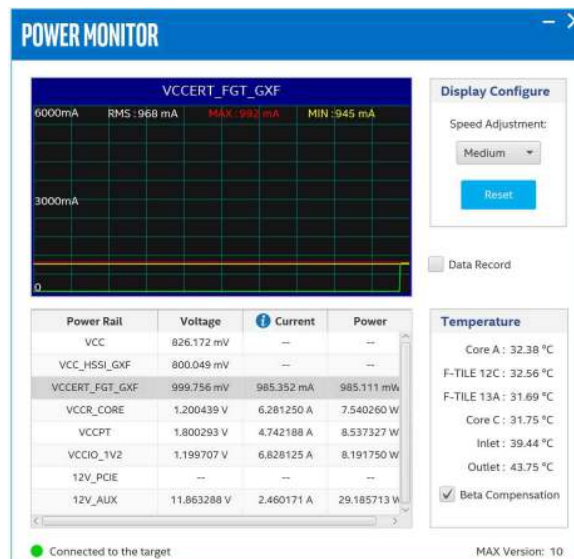 POWER MONITOR
VCCERT_FGT_GXF
6000mA RMS :968 mA MAX :992 mA MIN :945 mA
3000mA
0
Display Configure
Speed Adjustment:
Medium
Reset
Data Record
Power Rail Voltage i Current Power
VCC 826.172 mV -- --
VCC_HSSI_GXF 800.049 mV -- --
VCCERT_FGT_GXF 999.756 mV 985.352 mA 985.111 mW
VCCR_CORE 1.200439 V 6.281250 A 7.540260 W
VCCPT 1.800293 V 4.742188 A 8.537327 W
VCCIO_1V2 1.199707 V 6.828125 A 8.191750 W
12V_PCIE -- -- --
12V_AUX 11.863288 V 2.460171 A 29.185713 W
Temperature
Core A : 32.38 °C
F-TILE 12C : 32.56 °C
F-TILE 13A : 31.69 °C
Core C : 31.75 °C
Inlet : 39.44 °C
Outlet : 43.75 °C
Beta Compensation
Connected to the target
MAX Version: 10